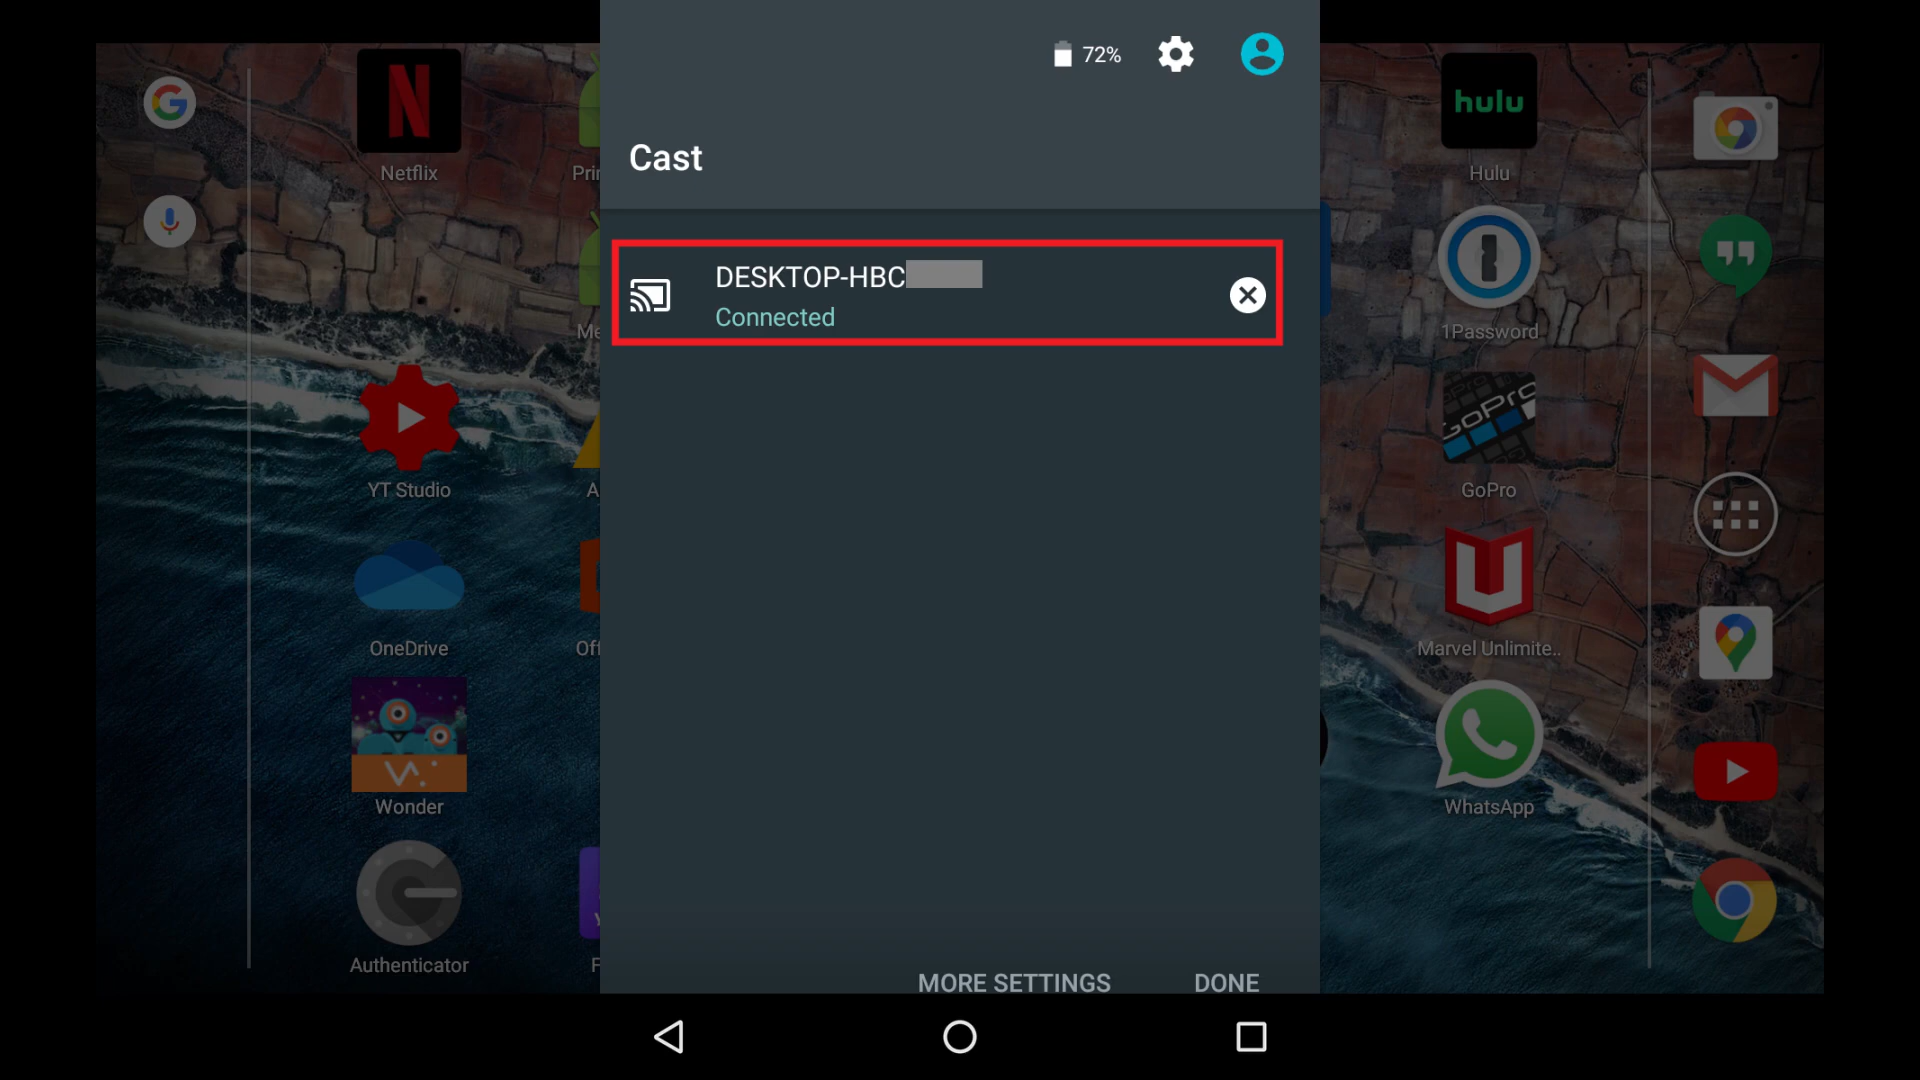 72%
Cast
DESKTOP-HBC
Connected
MORE SETTINGS
DONE
Netflix
Prin
YT Studio
OneDrive
Wonder
Authenticator
hulu
Hulu
1Password
GoPro
GoPro
Marvel Unlimite..
WhatsApp